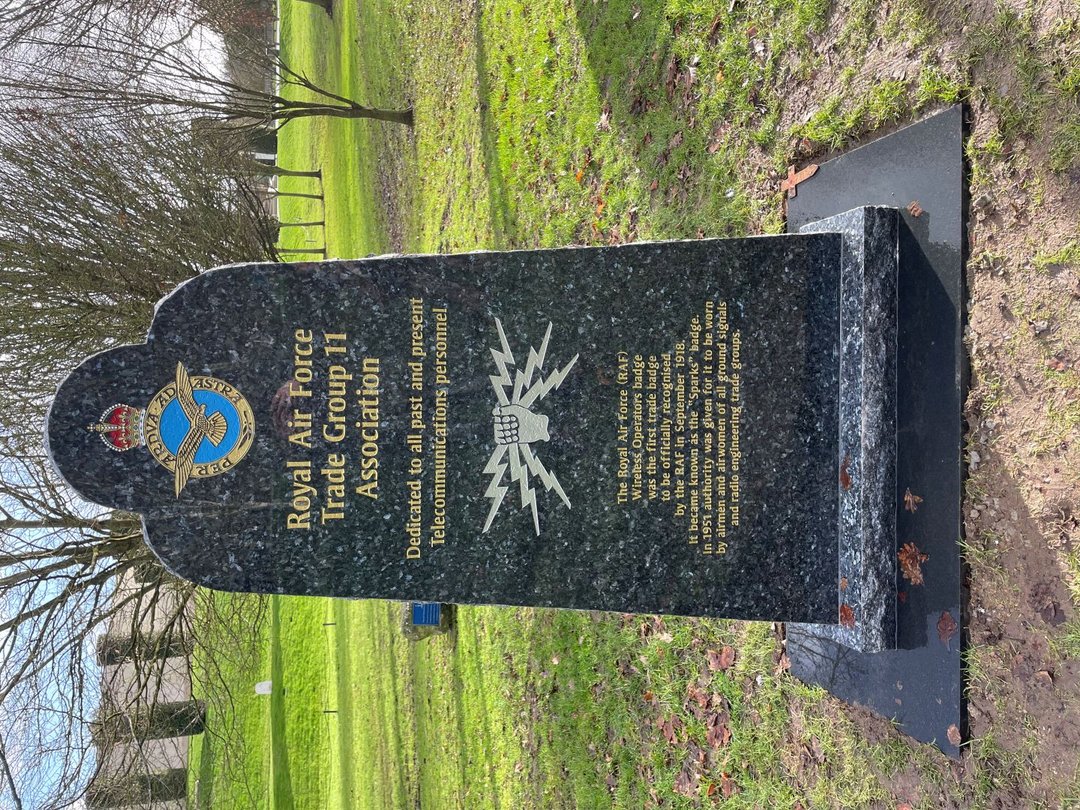 PER ARDVA AD ASTRA
Royal Air Force
Trade Group 11
Association
Dedicated to all past and present
Telecommunications personnel.
The Royal Air Force (RAF)
Wireless Operators badge
was the first trade badge
to be officially recognised,
by the RAF in September 1918.
It became known as the "Sparks" badge.
In 1951 authority was given for it to be worn
by airmen and airwomen of all ground signals
and radio engineering trade groups.